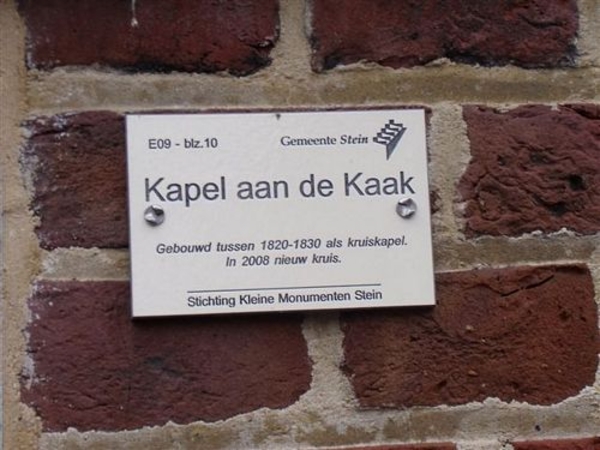 E09 - blz.10 Gemeente Stein
Kapel aan de Kaak
Gebouwd tussen 1820-1830 als kruiskapel.
In 2008 nieuw kruis.
Stichting Kleine Monumenten Stein